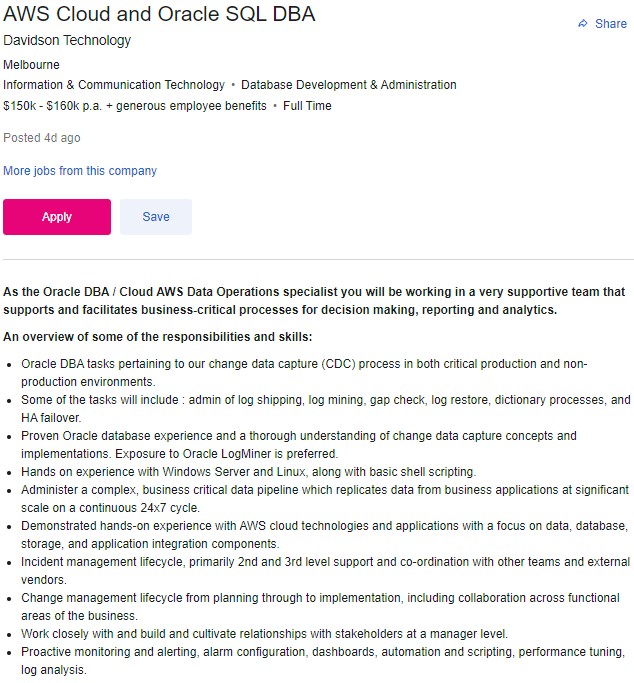 AWS Cloud and Oracle SQL DBA
Share
Davidson Technology
Melbourne
Information & Communication Technology • Database Development & Administration
$150k - $160k p.a. + generous employee benefits • Full Time
Posted 4d ago
More jobs from this company
Apply
Save
As the Oracle DBA / Cloud AWS Data Operations specialist you will be working in a very supportive team that
supports and facilitates business-critical processes for decision making, reporting and analytics.
An overview of some of the responsibilities and skills:
• Oracle DBA tasks pertaining to our change data capture (CDC) process in both critical production and non-
production environments.
• Some of the tasks will include : admin of log shipping, log mining, gap check, log restore, dictionary processes, and
HA failover.
• Proven Oracle database experience and a thorough understanding of change data capture concepts and
implementations. Exposure to Oracle LogMiner is preferred.
• Hands on experience with Windows Server and Linux, along with basic shell scripting.
• Administer a complex, business critical data pipeline which replicates data from business applications at significant
scale on a continuous 24x7 cycle.
• Demonstrated hands-on experience with AWS cloud technologies and applications with a focus on data, database,
storage, and application integration components.
• Incident management lifecycle, primarily 2nd and 3rd level support and co-ordination with other teams and external
vendors.
• Change management lifecycle from planning through to implementation, including collaboration across functional
areas of the business.
• Work closely with and build and cultivate relationships with stakeholders at a manager level.
• Proactive monitoring and alerting, alarm configuration, dashboards, automation and scripting, performance tuning,
log analysis.